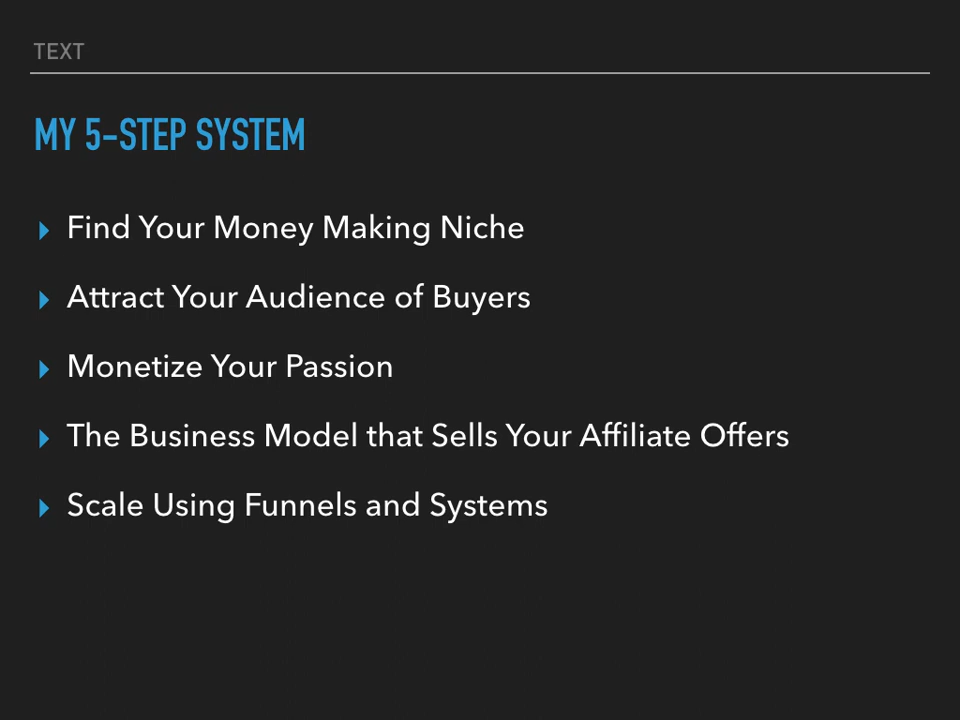 TEXT
MY 5-STEP SYSTEM
Find Your Money Making Niche
Attract Your Audience of Buyers
Monetize Your Passion
The Business Model that Sells Your Affiliate Offers
Scale Using Funnels and Systems